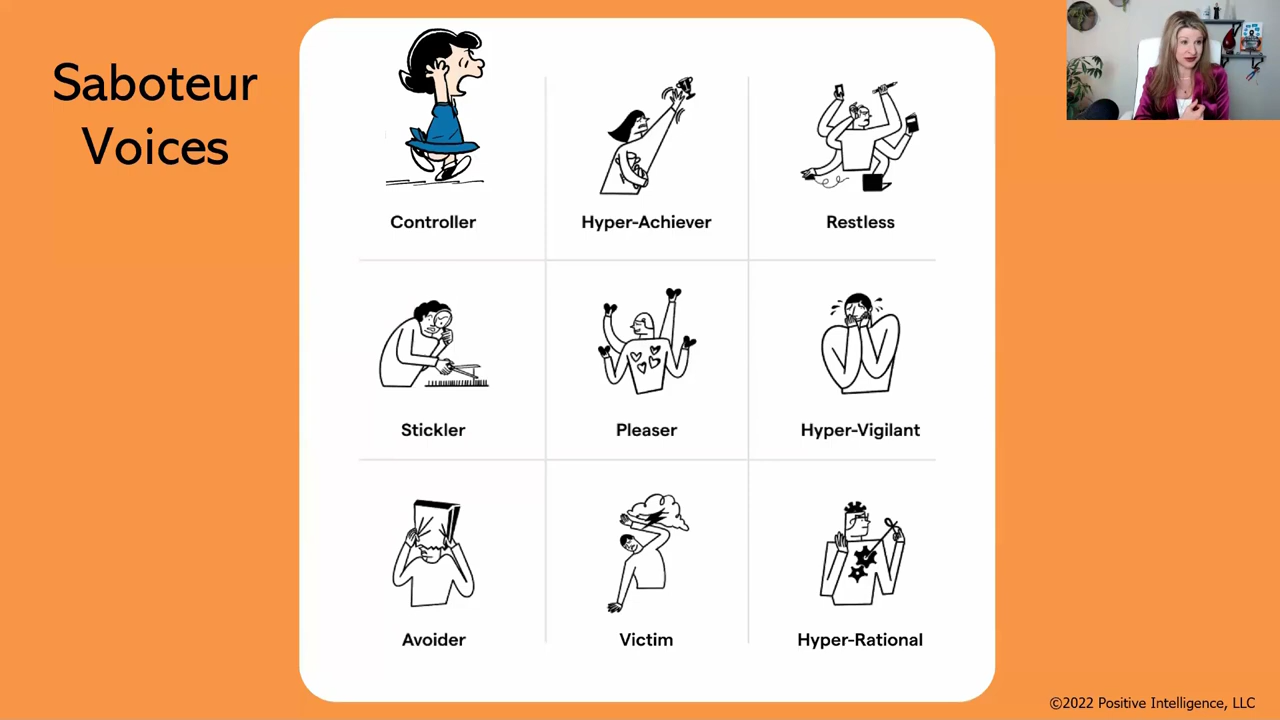 Saboteur
Voices
Controller
Hyper-Achiever
Restless
Stickler
Pleaser
Hyper-Vigilant
Avoider
Victim
Hyper-Rational
©2022 Positive Intelligence, LLC